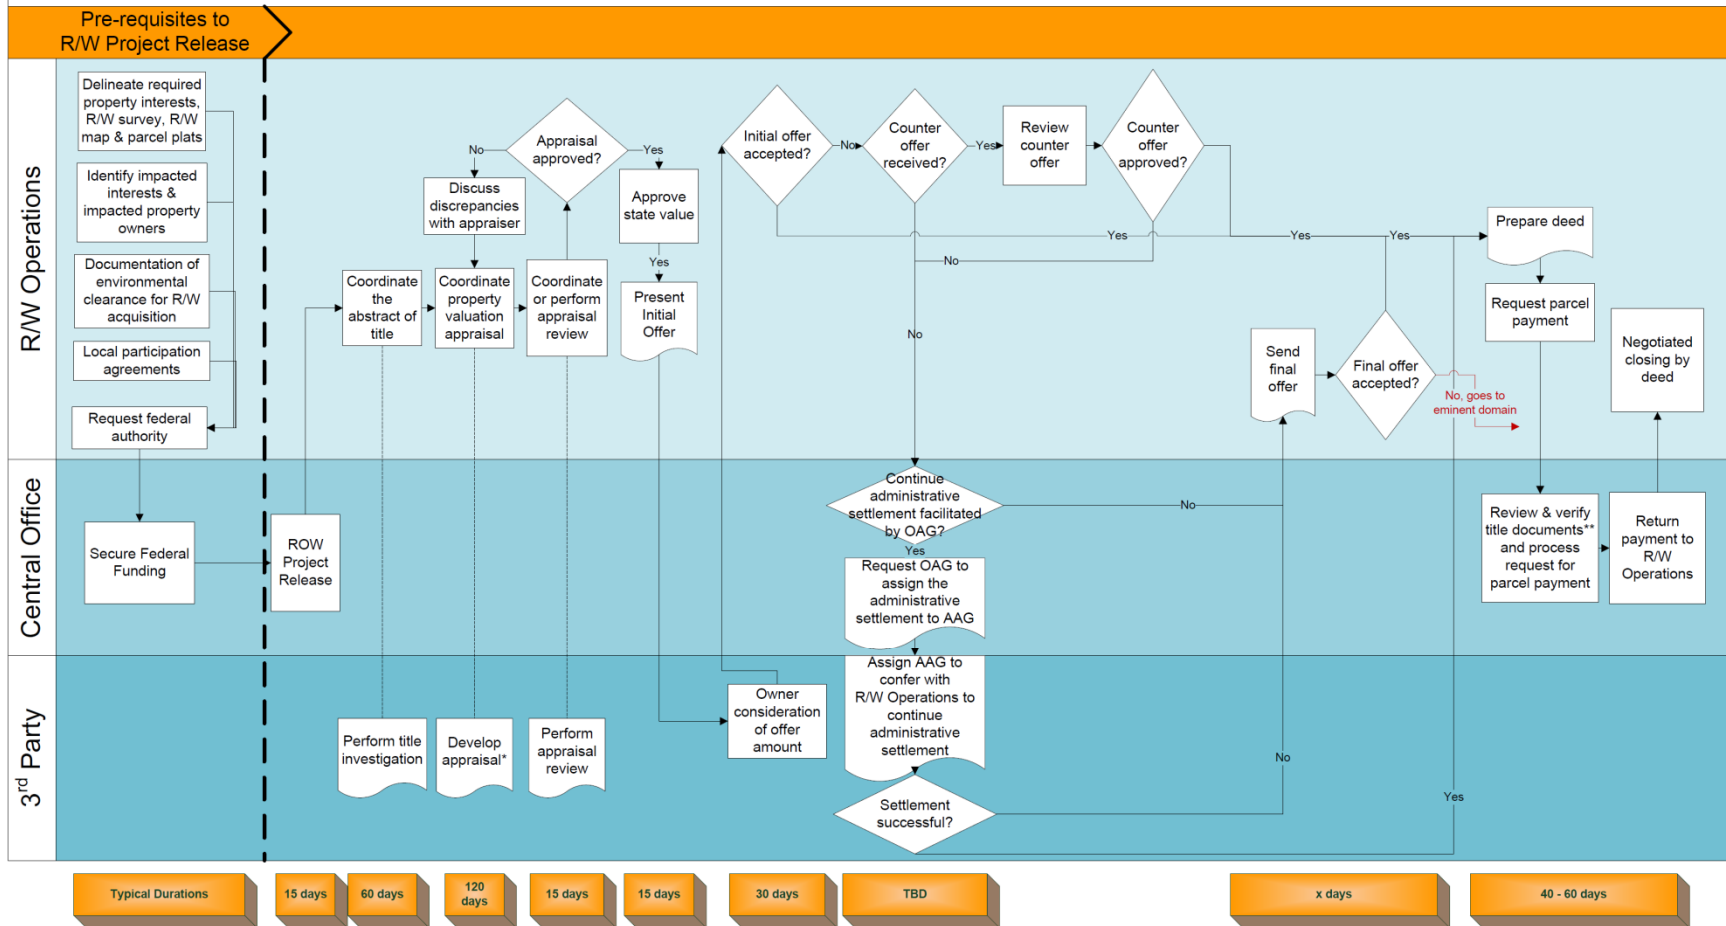 Pre-requisites to
R/W Project Release
R/W Operations
Delineate required
property interests,
R/W survey, R/W
map & parcel plats
Identify impacted
interests &
impacted property
owners
Documentation of
environmental
clearance for R/W
acquisition
Local participation
agreements
Request federal
authority
No
Appraisal
approved?
Yes
Discuss
discrepancies
with appraiser
Approve
state value
Yes
Coordinate
the
abstract of
title
Coordinate
property
valuation
appraisal
Coordinate
or perform
appraisal
review
Present
Initial
Offer
Initial offer
accepted?
No
Counter
offer
received?
Yes
Review
counter
offer
Counter
offer
approved?
Yes
Yes
Yes
No
No
Prepare deed
Request parcel
payment
Send
final
offer
Final offer
accepted?
No, goes to
eminent domain
Negotiated
closing by
deed
Central Office
Secure Federal
Funding
ROW
Project
Release
Continue
administrative
settlement facilitated
by OAG?
No
Yes
Request OAG to
assign the
administrative
settlement to AAG
Review & verify
title documents**
and process
request for
parcel payment
Return
payment to
R/W
Operations
3rd Party
Perform title
investigation
Develop
appraisal*
Perform
appraisal
review
Owner
consideration
of offer
amount
Assign AAG to
confer with
R/W Operations to
continue
administrative
settlement
Settlement
successful?
No
Yes
Typical Durations
15 days
60 days
120
days
15 days
15 days
30 days
TBD
x days
40 - 60 days